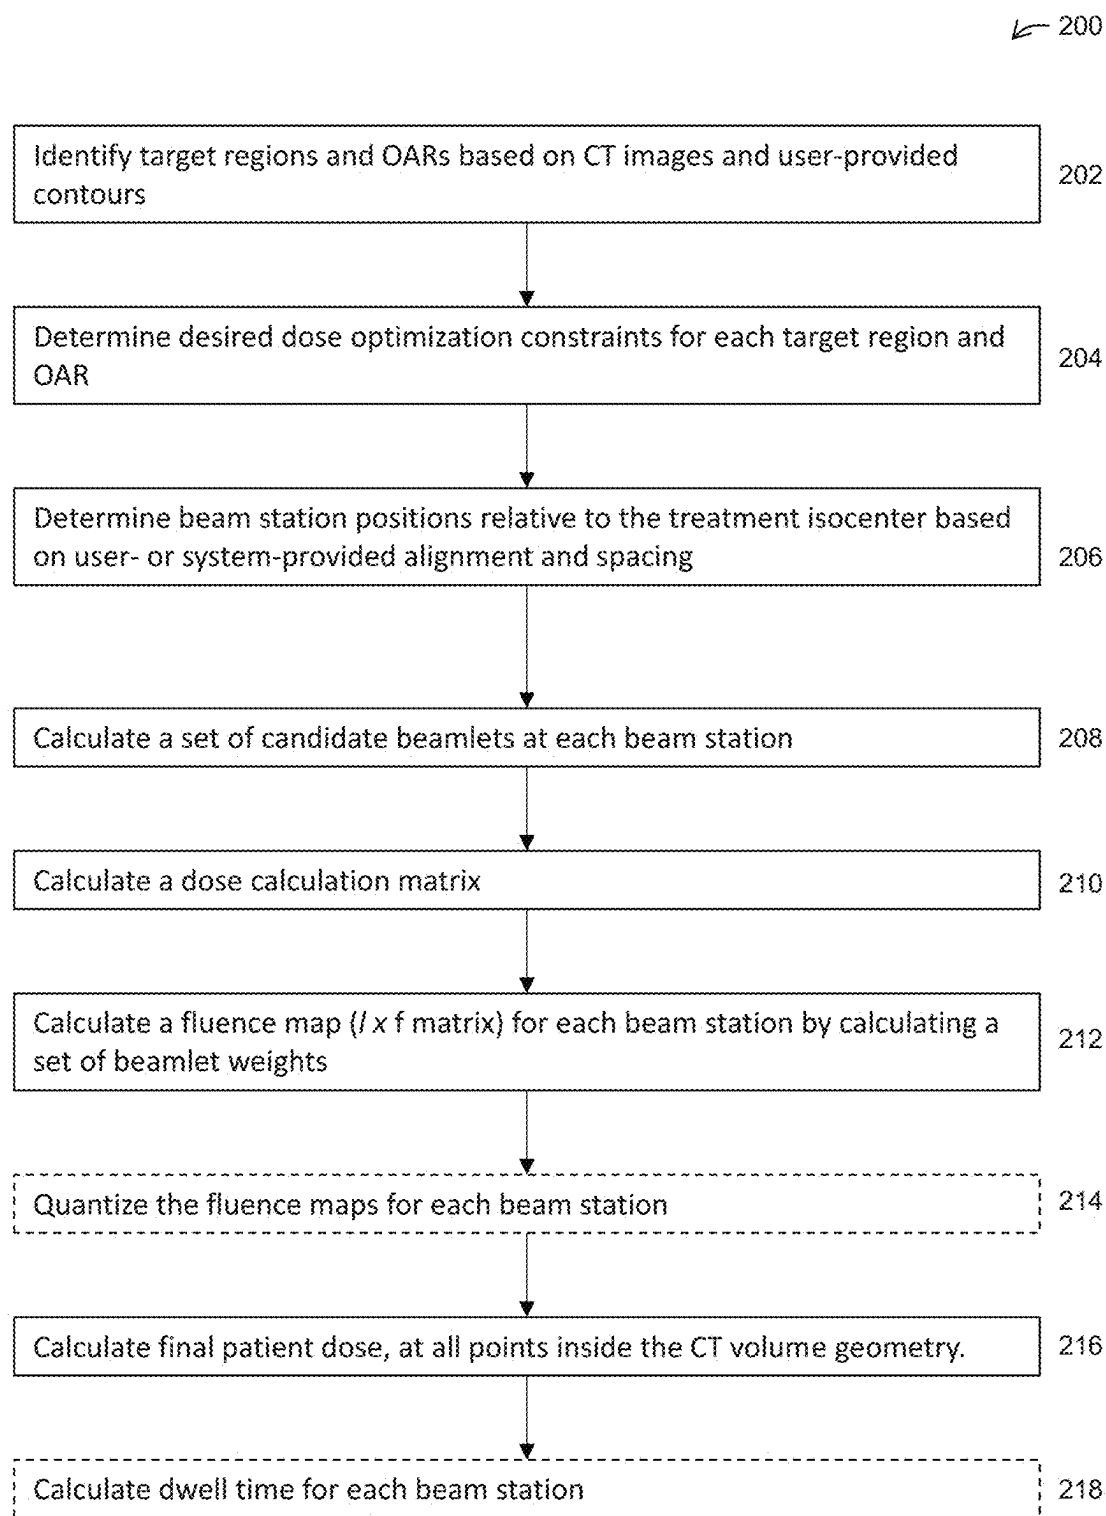 200
Identify target regions and OARs based on CT images and user-provided
contours
202
Determine desired dose optimization constraints for each target region and
OAR
204
Determine beam station positions relative to the treatment isocenter based
on user- or system-provided alignment and spacing
206
Calculate a set of candidate beamlets at each beam station
208
Calculate a dose calculation matrix
210
Calculate a fluence map (l x f matrix) for each beam station by calculating a
set of beamlet weights
212
Quantize the fluence maps for each beam station
214
Calculate final patient dose, at all points inside the CT volume geometry.
216
Calculate dwell time for each beam station
218